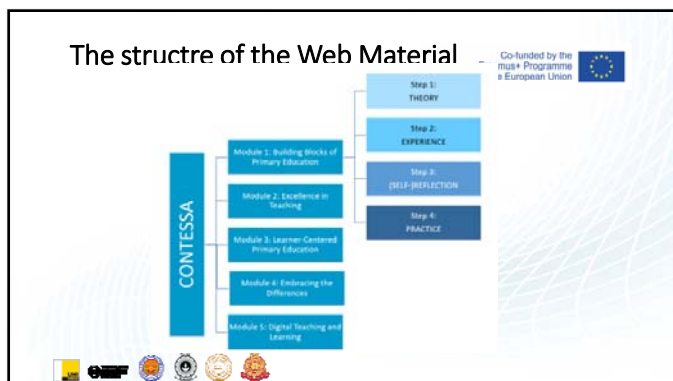 The structre of the Web Material
Co-funded by the
mus+ Programme
e European Union
CONTESSA
Module 1: Building Blocks of
Primary Education
Module 2: Excellence in
Teaching
Module 3: Learner-Centered
Primary Education
Module 4: Embracing the
Differences
Module 5: Digital Teaching and
Learning
Step 1:
THEORY
Step 2:
EXPERIENCE
Step 3:
(SELF-)REFLECTION
Step 4:
PRACTICE